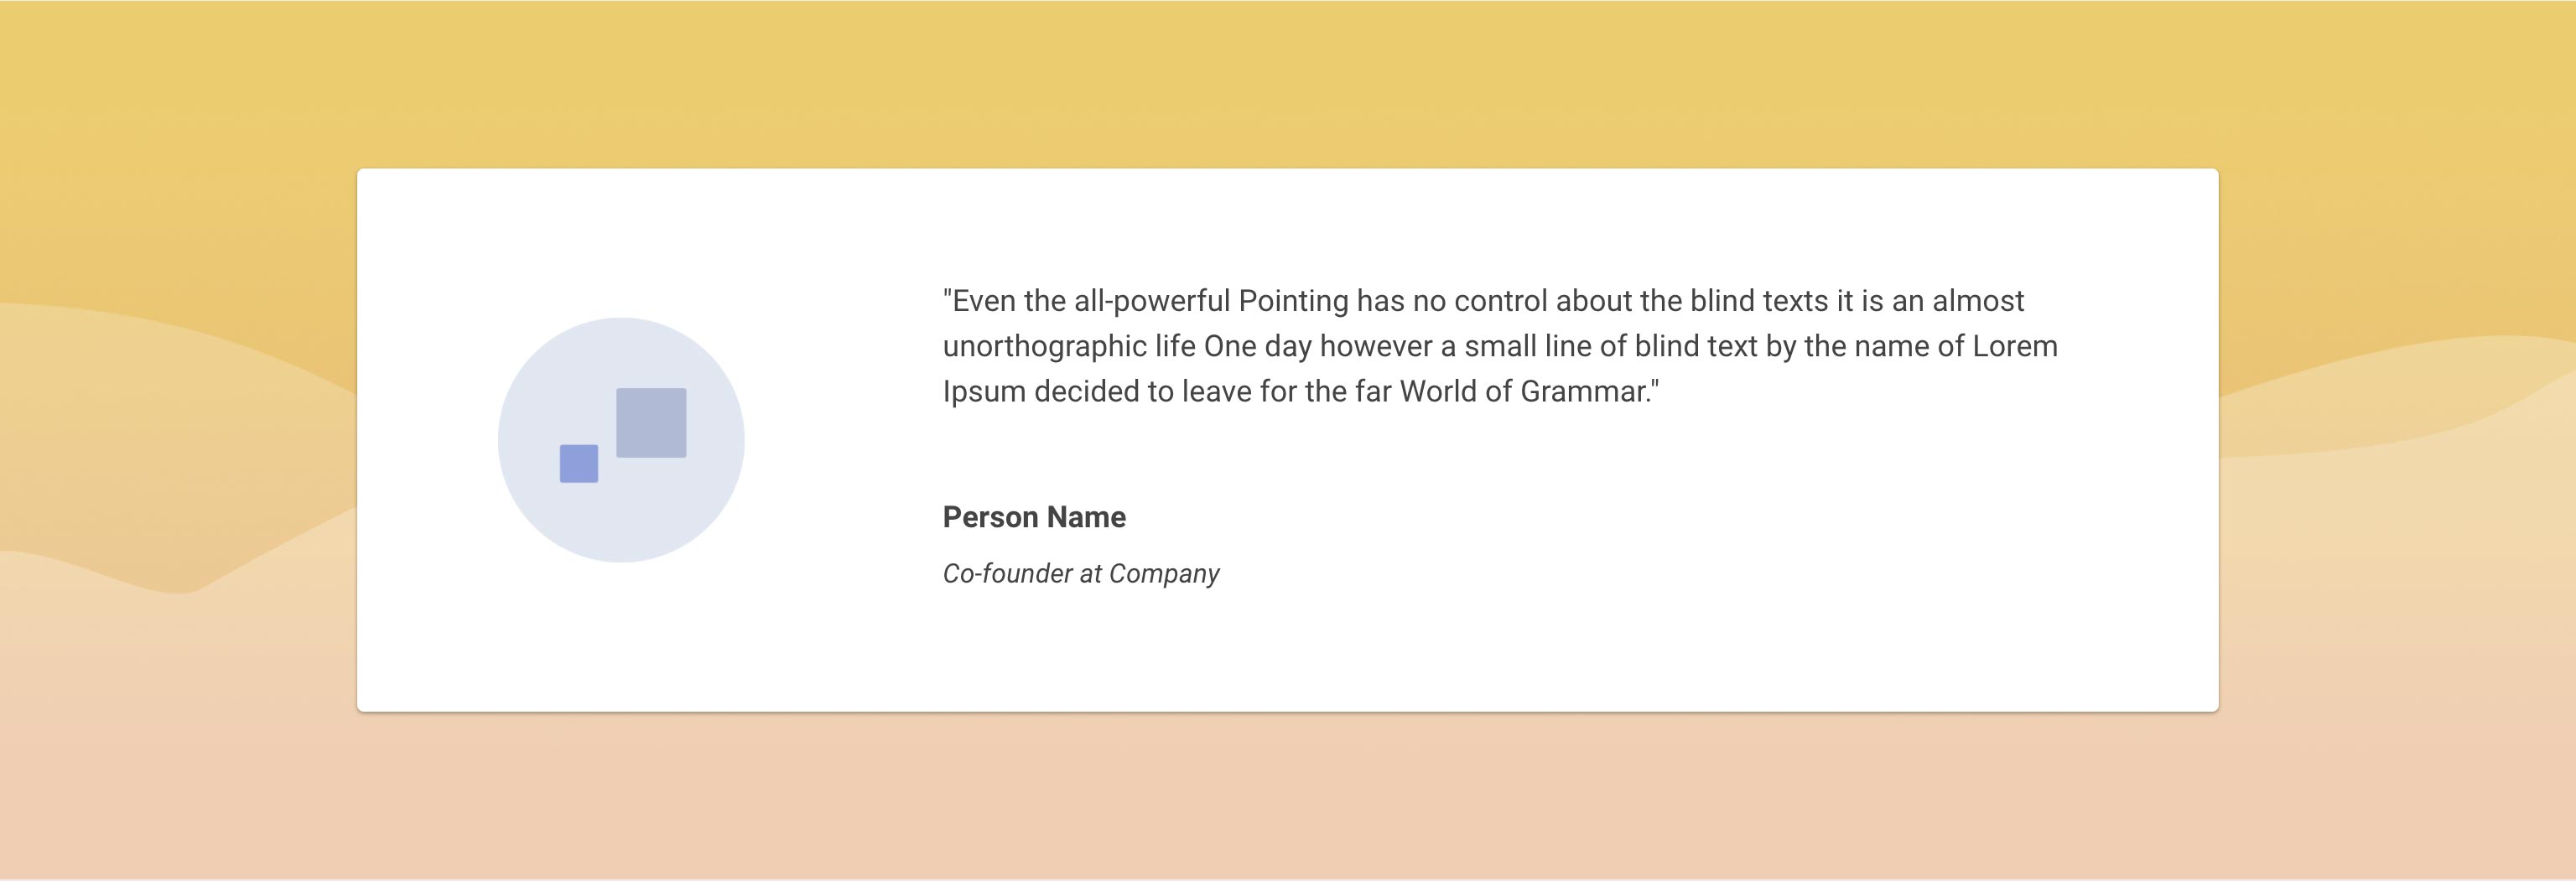 "Even the all-powerful Pointing has no control about the blind texts it is an almost
unorthographic life One day however a small line of blind text by the name of Lorem
Ipsum decided to leave for the far World of Grammar."
Person Name
Co-founder at Company